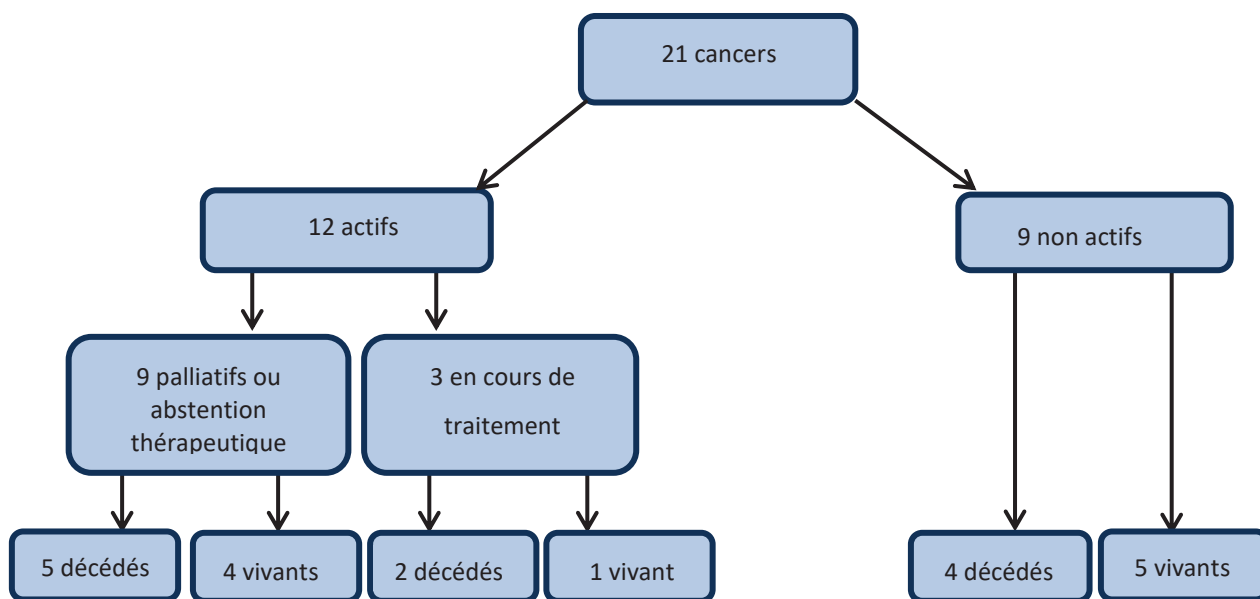 21 cancers
12 actifs
9 non actifs
9 palliatifs ou
abstention
thérapeutique
3 en cours de
traitement
5 décédés
4 vivants
2 décédés
1 vivant
4 décédés
5 vivants